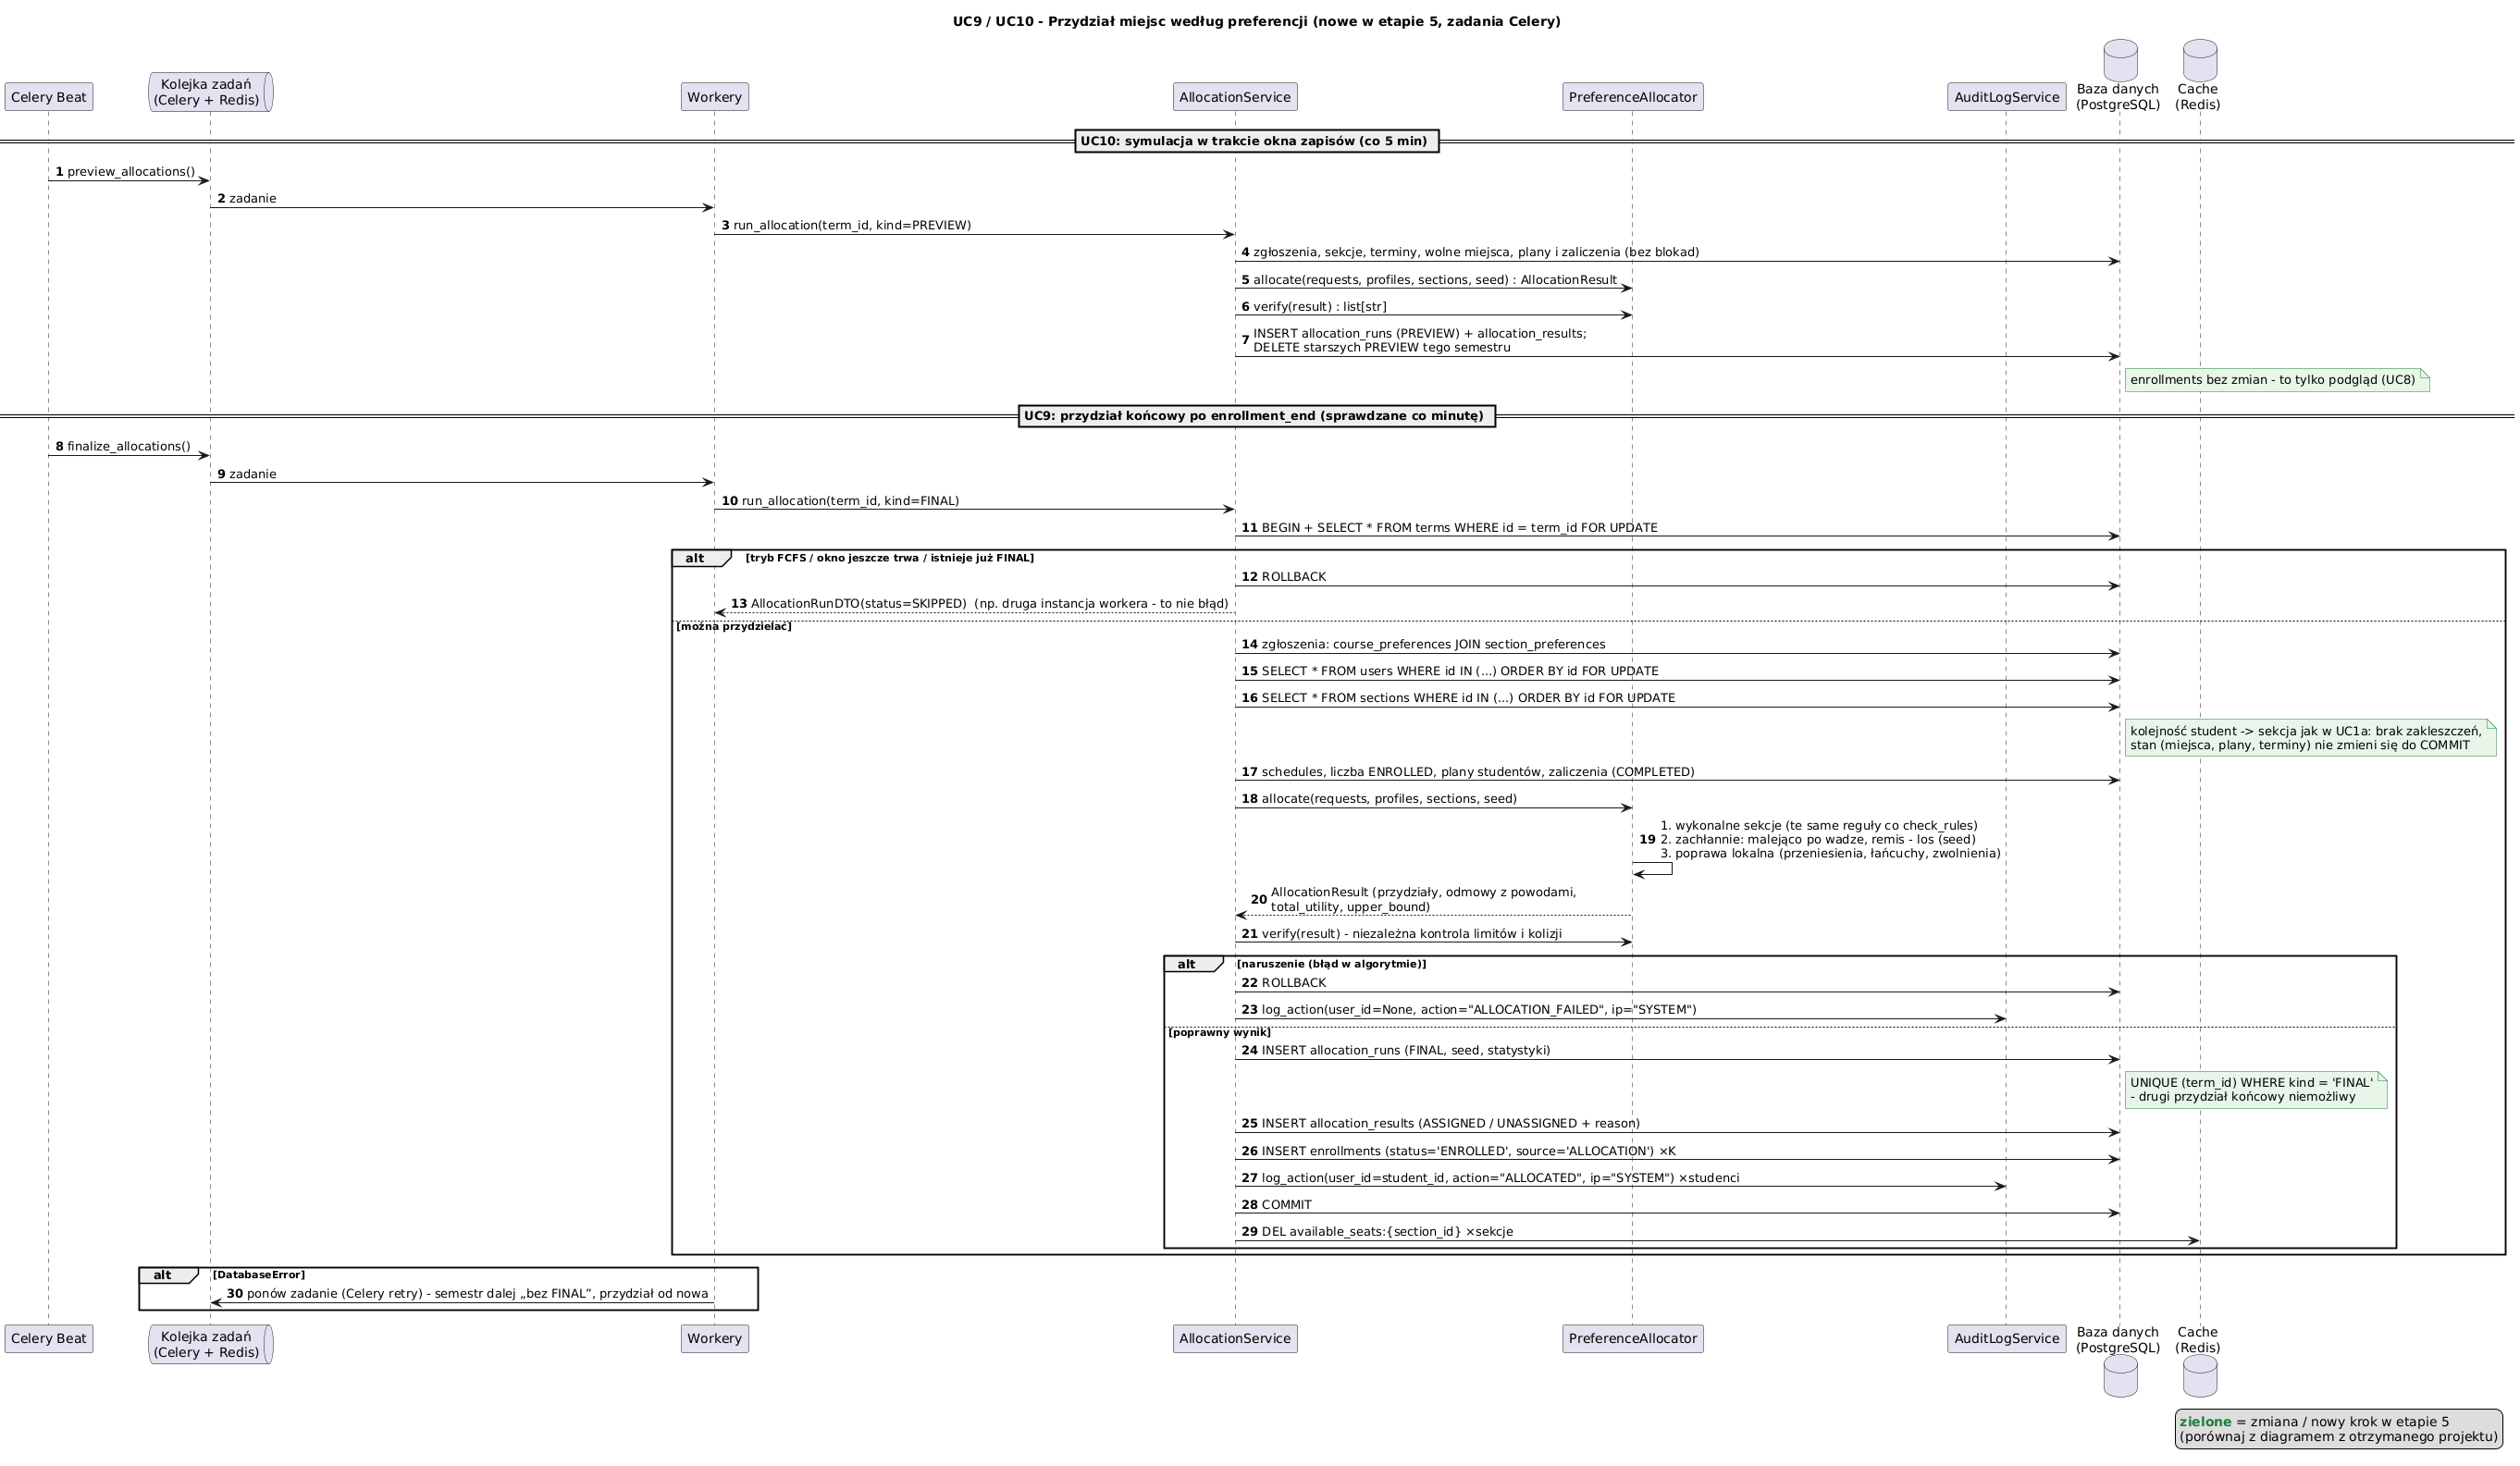 UC9 / UC10 - Przydział miejsc według preferencji (nowe w etapie 5, zadania Celery)
Celery Beat
Kolejka zadań
(Celery + Redis)
Workery
AllocationService
PreferenceAllocator
AuditLogService
Baza danych
(PostgreSQL)
Cache
(Redis)
UC10: symulacja w trakcie okna zapisów (co 5 min)
1 preview_allocations()
2 zadanie
3 run_allocation(term_id, kind=PREVIEW)
4 zgłoszenia, sekcje, terminy, wolne miejsca, plany i zaliczenia (bez blokad)
5 allocate(requests, profiles, sections, seed) : AllocationResult
6 verify(result) : list[str]
7 INSERT allocation_runs (PREVIEW) + allocation_results;
DELETE starszych PREVIEW tego semestru
enrollments bez zmian - to tylko podgląd (UC8)
UC9: przydział końcowy po enrollment_end (sprawdzane co minutę)
8 finalize_allocations()
9 zadanie
10 run_allocation(term_id, kind=FINAL)
11 BEGIN + SELECT * FROM terms WHERE id = term_id FOR UPDATE
alt [tryb FCFS / okno jeszcze trwa / istnieje już FINAL]
12 ROLLBACK
13 AllocationRunDTO(status=SKIPPED) (np. druga instancja workera - to nie błąd)
[można przydzielać]
14 zgłoszenia: course_preferences JOIN section_preferences
15 SELECT * FROM users WHERE id IN (...) ORDER BY id FOR UPDATE
16 SELECT * FROM sections WHERE id IN (...) ORDER BY id FOR UPDATE
kolejność student -> sekcja jak w UC1a: brak zakleszczeń,
stan (miejsca, plany, terminy) nie zmieni się do COMMIT
17 schedules, liczba ENROLLED, plany studentów, zaliczenia (COMPLETED)
18 allocate(requests, profiles, sections, seed)
1. wykonalne sekcje (te same reguły co check_rules)
19 2. zachłannie: malejąco po wadze, remis - los (seed)
3. poprawa lokalna (przeniesienia, łańcuchy, zwolnienia)
20 AllocationResult (przydziały, odmowy z powodami,
total_utility, upper_bound)
21 verify(result) - niezależna kontrola limitów i kolizji
alt [naruszenie (błąd w algorytmie)]
22 ROLLBACK
23 log_action(user_id=None, action="ALLOCATION_FAILED", ip="SYSTEM")
[poprawny wynik]
24 INSERT allocation_runs (FINAL, seed, statystyki)
UNIQUE (term_id) WHERE kind = 'FINAL'
- drugi przydział końcowy niemożliwy
25 INSERT allocation_results (ASSIGNED / UNASSIGNED + reason)
26 INSERT enrollments (status='ENROLLED', source='ALLOCATION') ×K
27 log_action(user_id=student_id, action="ALLOCATED", ip="SYSTEM") ×studenci
28 COMMIT
29 DEL available_seats:{section_id} ×sekcje
alt [DatabaseError]
30 ponów zadanie (Celery retry) - semestr dalej „bez FINAL”, przydział od nowa
Celery Beat
Kolejka zadań
(Celery + Redis)
Workery
AllocationService
PreferenceAllocator
AuditLogService
Baza danych
(PostgreSQL)
Cache
(Redis)
zielone = zmiana / nowy krok w etapie 5
(porównaj z diagramem z otrzymanego projektu)